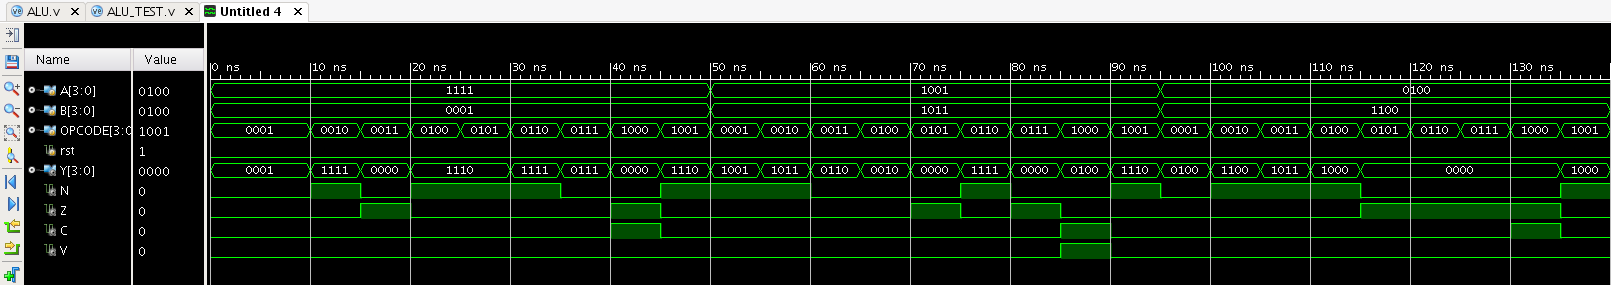 ALU.v ALU_TEST.v Untitled 4
Name Value 0 ns 10 ns 20 ns 30 ns 40 ns 50 ns 60 ns 70 ns 80 ns 90 ns 100 ns 110 ns 120 ns 130 ns
A[3:0] 0100 1111 1001 0100
B[3:0] 0100 0001 1011 1100
OPCODE[3:0 1001 0001 0010 0011 0100 0101 0110 0111 1000 1001 0001 0010 0011 0100 0101 0110 0111 1000 1001 0001 0010 0011 0100 0101 0110 0111 1000 1001
rst 1
Y[3:0] 0000 0001 1111 0000 1110 1111 0111 0000 1110 1001 1011 0110 0010 0000 1111 0000 0100 1110 0100 1100 1011 1000 0000 1000
N 0
Z 0
C 0
V 0